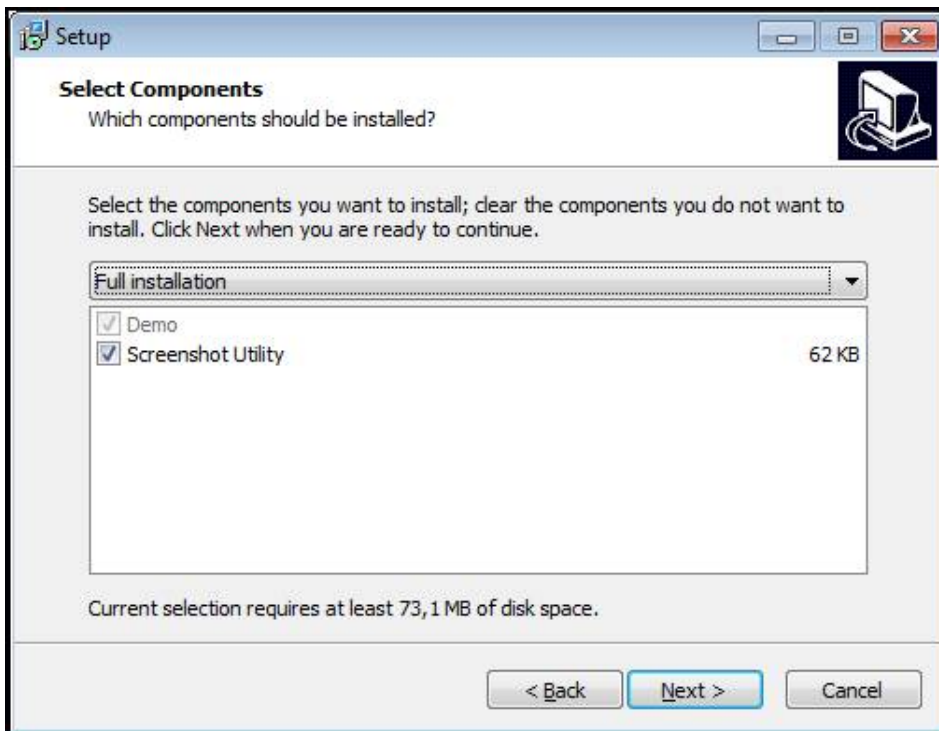 Setup
Select Components
Which components should be installed?
Select the components you want to install; clear the components you do not want to
install. Click Next when you are ready to continue.
Full installation
Demo
Screenshot Utility 62 KB
Current selection requires at least 73,1 MB of disk space.
< Back Next > Cancel